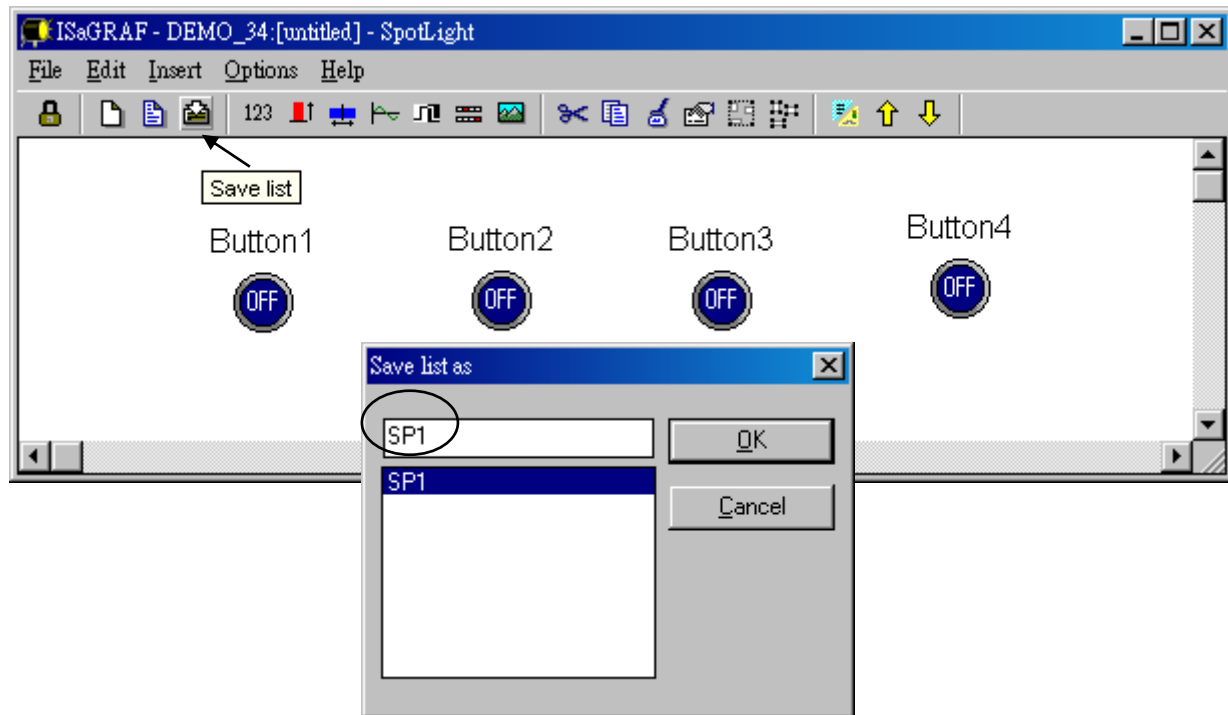 ISaGRAF - DEMO_34:[untitled] - SpotLight
File Edit Insert Options Help
123
Save list
Button1 Button2 Button3 Button4
OFF OFF OFF OFF
Save list as
SP1
OK
SP1
Cancel